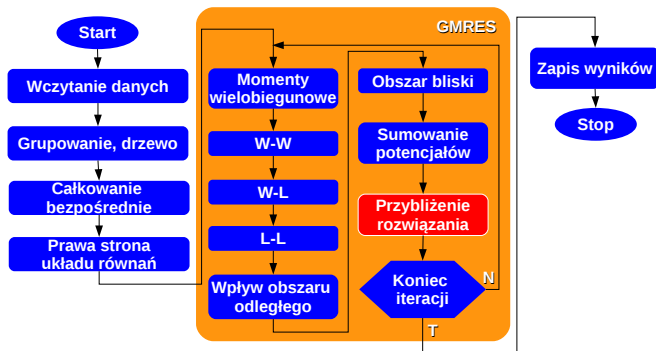 Start
Wczytanie danych
Grupowanie, drzewo
Całkowanie
bezpośrednie
Prawa strona
układu równań
GMRES
Momenty
wielobiegunowe
W-W
W-L
L-L
Wpływ obszaru
odległego
Obszar bliski
Sumowanie
potencjałów
Przybliżenie
rozwiązania
Koniec
iteracji
N
T
Zapis wyników
Stop